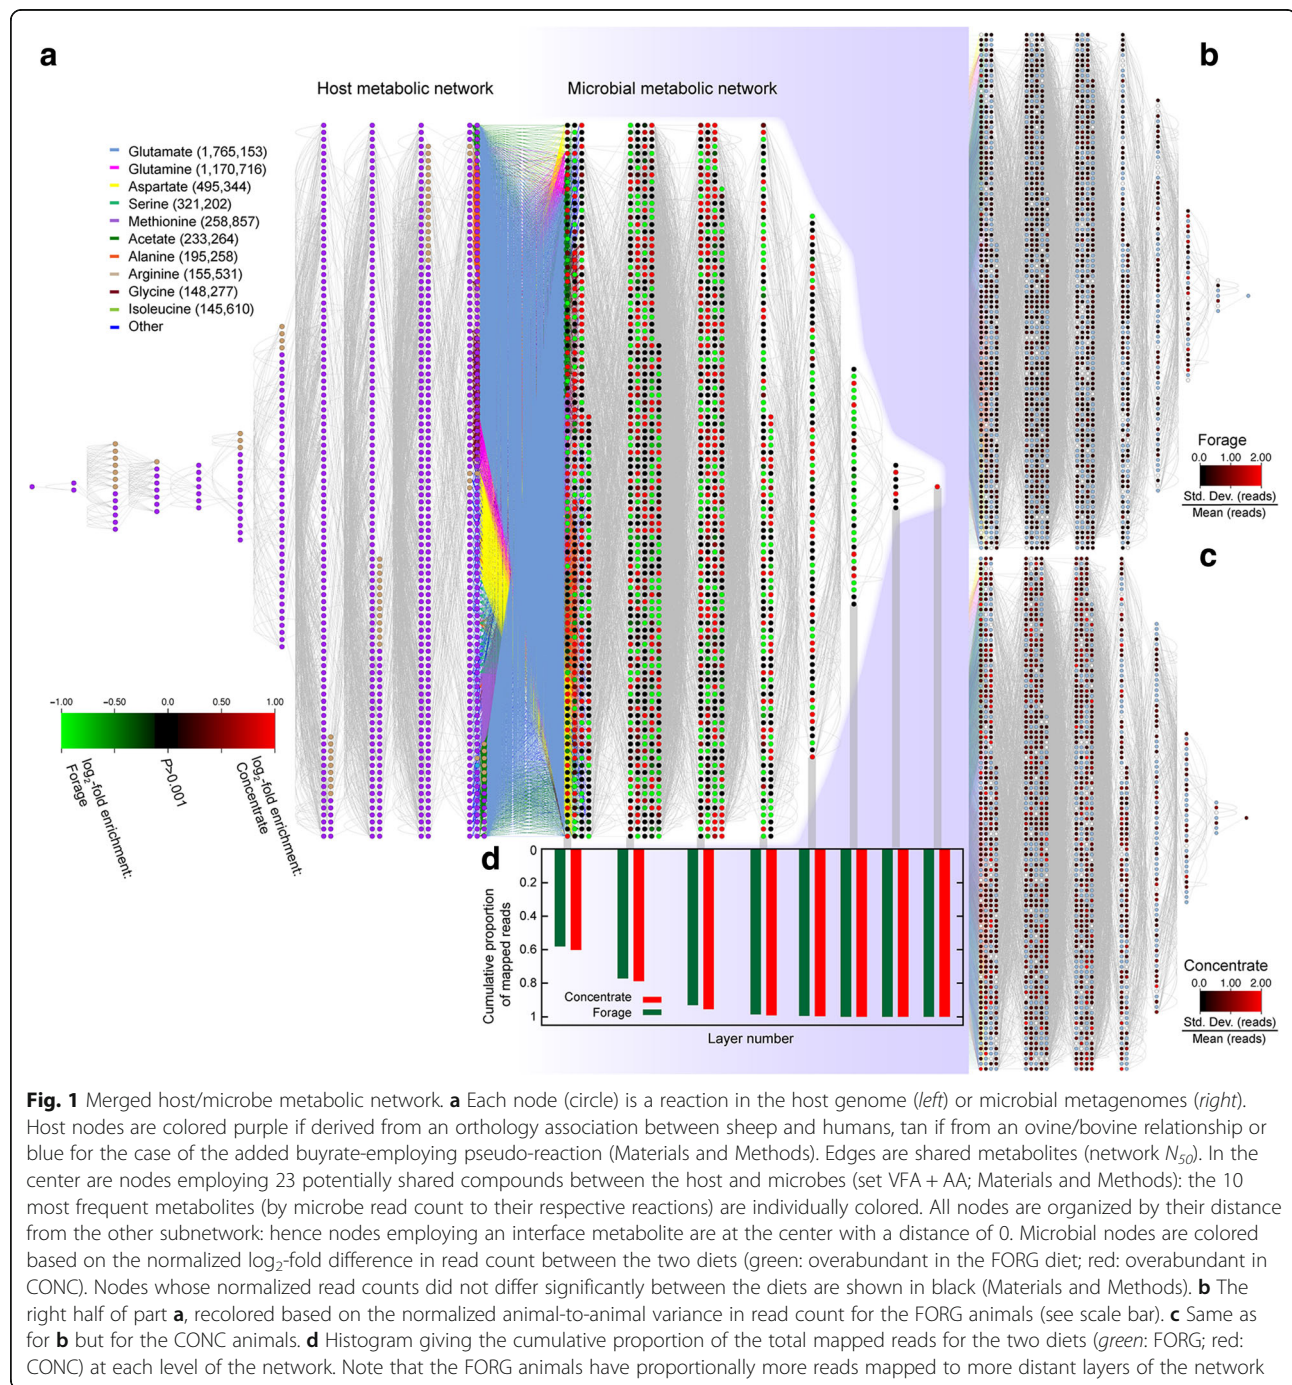 a
b
Host metabolic network
Microbial metabolic network
Glutamate (1,765,153)
Glutamine (1,170,716)
Aspartate (495,344)
Serine (321,202)
Methionine (258,857)
Acetate (233,264)
Alanine (195,258)
Arginine (155,531)
Glycine (148,277)
Isoleucine (145,610)
Other
Forage
0.0 1.00 2.00
Std. Dev. (reads)
Mean (reads)
c
−1.00 −0.50 0.0 0.50 1.00
log2-fold enrichment:
Forage
P>0.001
log2-fold enrichment:
Concentrate
d
Cumulative proportion
of mapped reads
0
0.2
0.4
0.6
0.8
1
Concentrate
Forage
Layer number
Concentrate
0.0 1.00 2.00
Std. Dev. (reads)
Mean (reads)
Fig. 1 Merged host/microbe metabolic network. a Each node (circle) is a reaction in the host genome (left) or microbial metagenomes (right).
Host nodes are colored purple if derived from an orthology association between sheep and humans, tan if from an ovine/bovine relationship or
blue for the case of the added buyrate-employing pseudo-reaction (Materials and Methods). Edges are shared metabolites (network N50). In the
center are nodes employing 23 potentially shared compounds between the host and microbes (set VFA + AA; Materials and Methods): the 10
most frequent metabolites (by microbe read count to their respective reactions) are individually colored. All nodes are organized by their distance
from the other subnetwork: hence nodes employing an interface metabolite are at the center with a distance of 0. Microbial nodes are colored
based on the normalized log2-fold difference in read count between the two diets (green: overabundant in the FORG diet; red: overabundant in
CONC). Nodes whose normalized read counts did not differ significantly between the diets are shown in black (Materials and Methods). b The
right half of part a, recolored based on the normalized animal-to-animal variance in read count for the FORG animals (see scale bar). c Same as
for b but for the CONC animals. d Histogram giving the cumulative proportion of the total mapped reads for the two diets (green: FORG; red:
CONC) at each level of the network. Note that the FORG animals have proportionally more reads mapped to more distant layers of the network